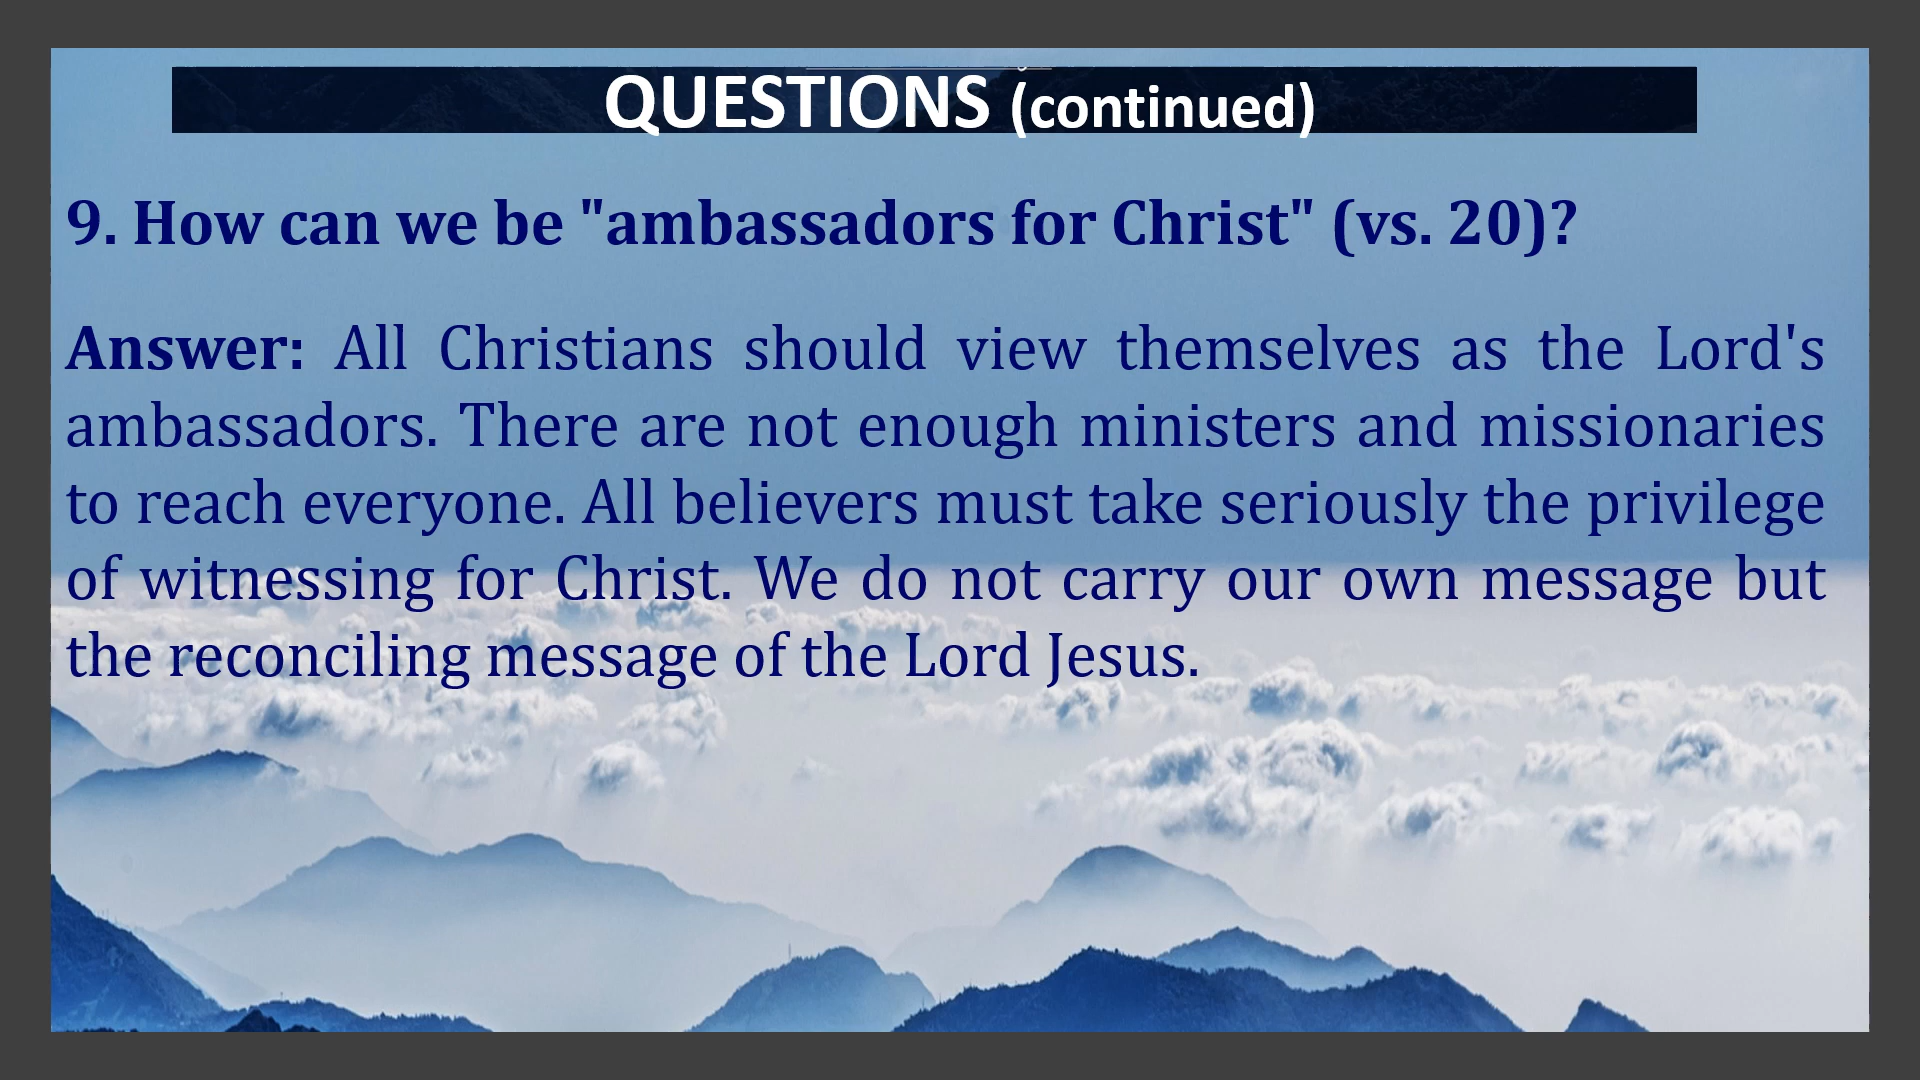 QUESTIONS (continued)
9. How can we be "ambassadors for Christ" (vs. 20)?
Answer: All Christians should view themselves as the Lord's
ambassadors. There are not enough ministers and missionaries
to reach everyone. All believers must take seriously the privilege
of witnessing for Christ. We do not carry our own message but
the reconciling message of the Lord Jesus.